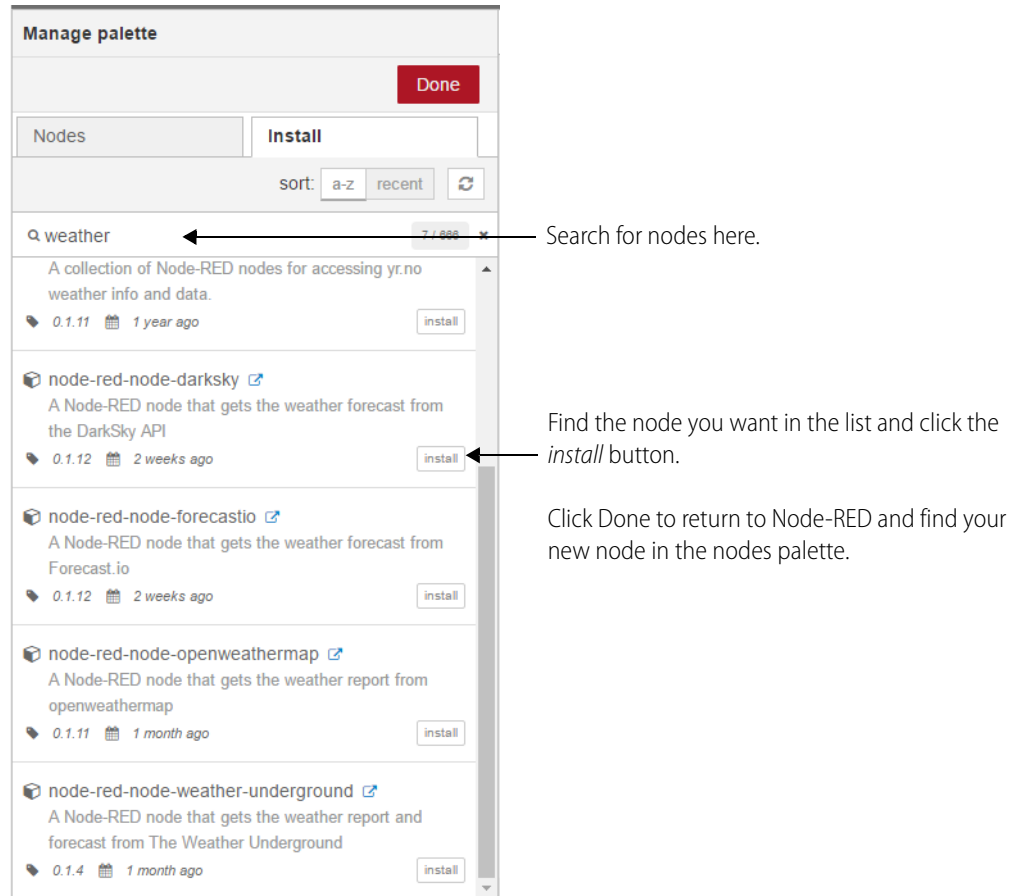 Manage palette
Done
Nodes
Install
sort: a-z recent
weather
7 / 666
Search for nodes here.
A collection of Node-RED nodes for accessing yr.no
weather info and data.
0.1.11 1 year ago
install
node-red-node-darksky
A Node-RED node that gets the weather forecast from
the DarkSky API
0.1.12 2 weeks ago
install
Find the node you want in the list and click the
install button.
Click Done to return to Node-RED and find your
new node in the nodes palette.
node-red-node-forecastio
A Node-RED node that gets the weather forecast from
Forecast.io
0.1.12 2 weeks ago
install
node-red-node-openweathermap
A Node-RED node that gets the weather report from
openweathermap
0.1.11 1 month ago
install
node-red-node-weather-underground
A Node-RED node that gets the weather report and
forecast from The Weather Underground
0.1.4 1 month ago
install